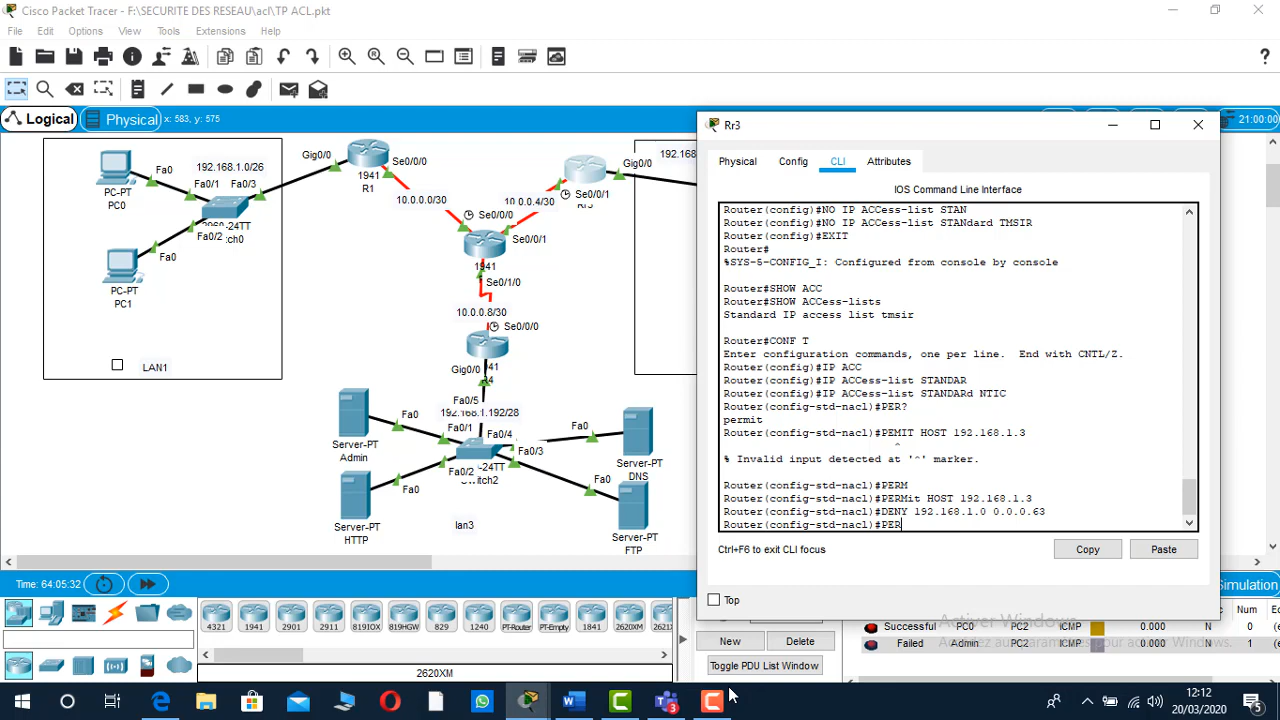 Cisco Packet Tracer - F:\SECURITE DES RESEAU\acl\TP ACL.pkt
File Edit Options View Tools Extensions Help
Logical
Physical
x: 583, y: 575
21:00:00
PC-PT
PC0
Fa0
Fa0/1
Fa0/3
192.168.1.0/26
Fa0/2
Fa0
PC-PT
PC1
LAN1
Gig0/0
1941
R1
Se0/0/0
10.0.0.0/30
10.0.0.4/30
Se0/0/1
Gig0/0
Se0/0/0
Se0/0/1
1941
Se0/1/0
10.0.0.8/30
Se0/0/0
Gig0/0
Fa0/5
192.168.1.192/28
Fa0/1
Fa0/4
Fa0/3
Fa0/2
Fa0
Server-PT
Admin
Fa0
Server-PT
DNS
Fa0
Server-PT
HTTP
Fa0
Server-PT
FTP
lan3
Rr3
Physical Config CLI Attributes
IOS Command Line Interface
Router(config)#NO IP ACCess-list STAN
Router(config)#NO IP ACCess-list STANdard TMSIR
Router(config)#EXIT
Router#
%SYS-5-CONFIG_I: Configured from console by console
Router#SHOW ACC
Router#SHOW ACCess-lists
Standard IP access list tmsir
Router#CONF T
Enter configuration commands, one per line. End with CNTL/Z.
Router(config)#IP ACC
Router(config)#IP ACCess-list STANDAR
Router(config)#IP ACCess-list STANDARd NTIC
Router(config-std-nacl)#PER?
permit
Router(config-std-nacl)#PEMIT HOST 192.168.1.3
^
% Invalid input detected at '^' marker.
Router(config-std-nacl)#PERM
Router(config-std-nacl)#PERMit HOST 192.168.1.3
Router(config-std-nacl)#DENY 192.168.1.0 0.0.0.63
Router(config-std-nacl)#PER
Ctrl+F6 to exit CLI focus
Copy Paste
Top
Time: 64:05:32
Simulation
4321 1941 2901 2911 819IOX 819HGW 829 1240 PT-Router PT-Empty 1841 2620XM
2620XM
New Delete
Toggle PDU List Window
Num Edit
Successful PC0 PC2 ICMP 0.000 N 0
Failed Admin PC2 ICMP 0.000 N 1
Activer Windows
12:12
20/03/2020
3
5